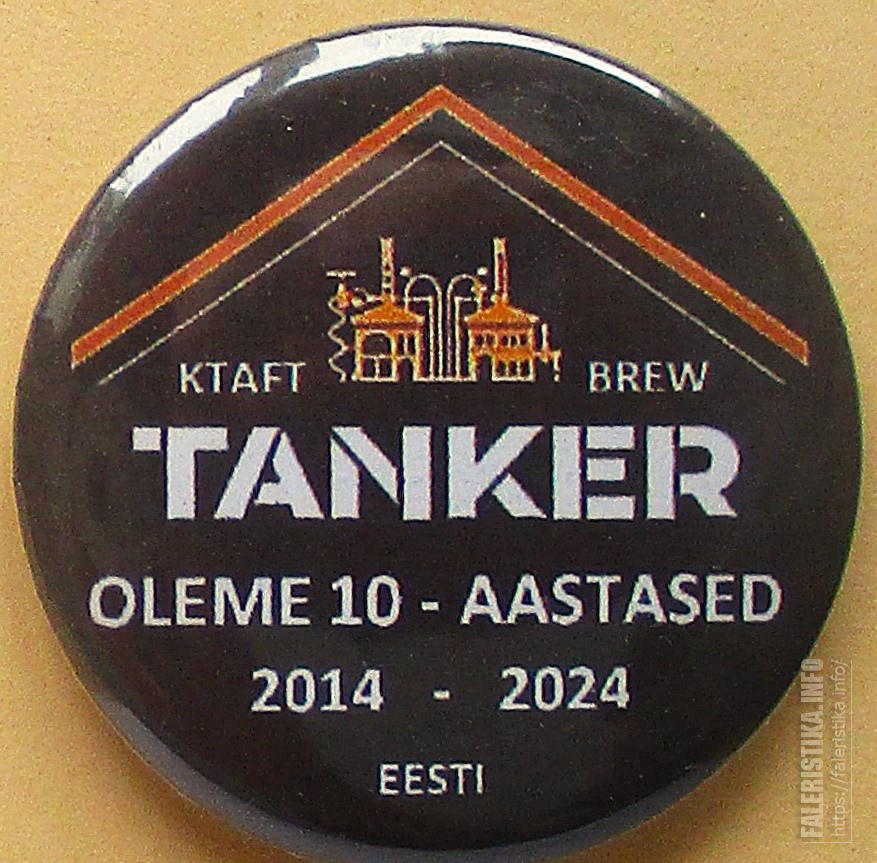 KTAFT BREW
TANKER
OLEME 10 - AASTASED
2014 - 2024
EESTI
FALERISTIKA.INFO
https://faleristika.info/